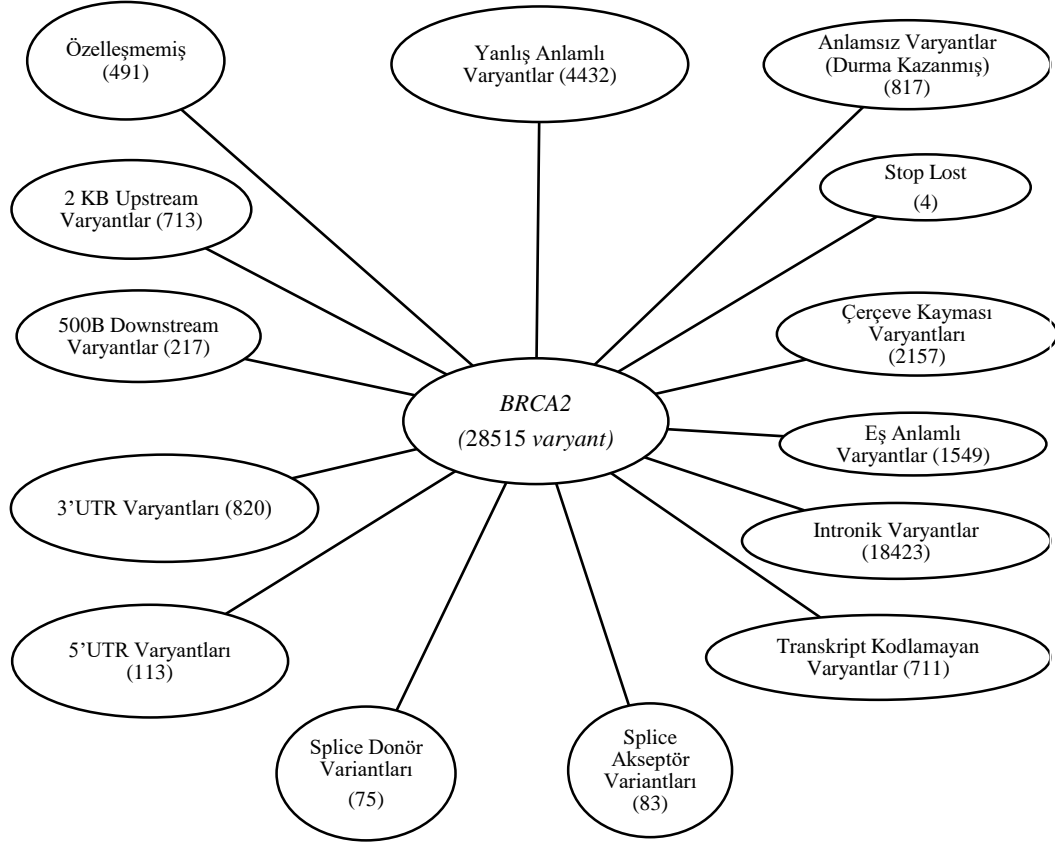 Özelleşmemiş
(491)
Yanlış Anlamlı
Varyantlar (4432)
Anlamsız Varyantlar
(Durma Kazanmış)
(817)
2 KB Upstream
Varyantlar (713)
Stop Lost
(4)
500B Downstream
Varyantlar (217)
Çerçeve Kayması
Varyantları
(2157)
BRCA2
(28515 varyant)
Eş Anlamlı
Varyantlar (1549)
3’UTR Varyantları (820)
Intronik Varyantlar
(18423)
5’UTR Varyantları
(113)
Transkript Kodlamayan
Varyantlar (711)
Splice Donör
Variantları
(75)
Splice
Akseptör
Variantları
(83)